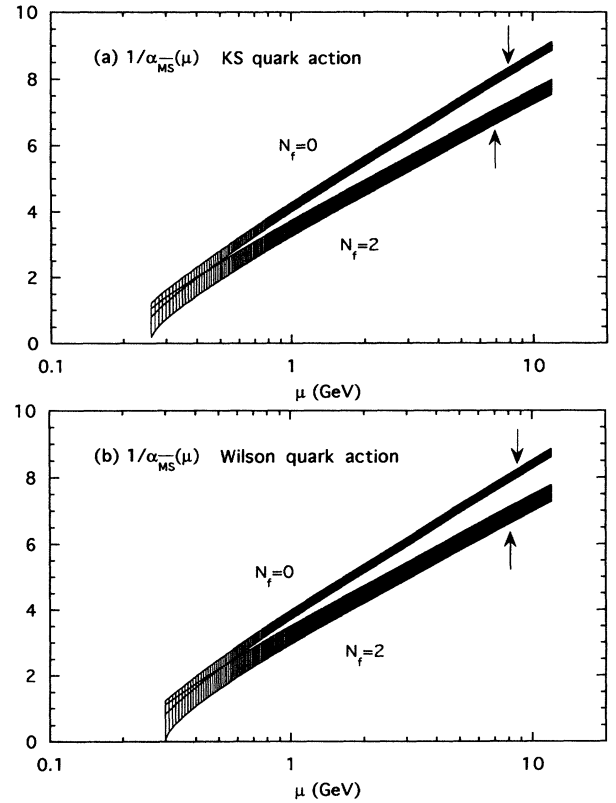 10
(a) 1/α_MS̅(μ) KS quark action
8
N_f=0
6
4
N_f=2
2
0
0.1 1 10
μ (GeV)
10
(b) 1/α_MS̅(μ) Wilson quark action
8
6
N_f=0
4
N_f=2
2
0
0.1 1 10
μ (GeV)